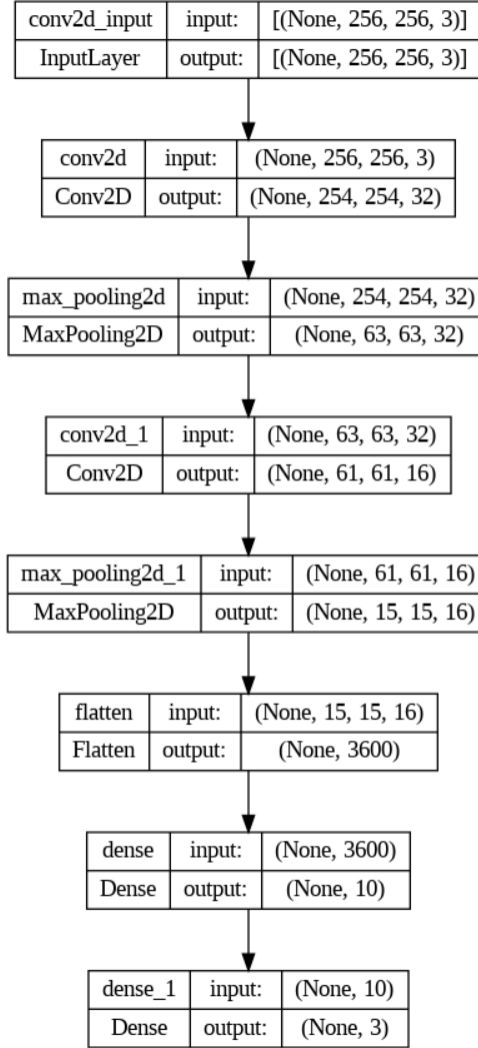 conv2d_input input: [(None, 256, 256, 3)]
InputLayer output: [(None, 256, 256, 3)]
conv2d input: (None, 256, 256, 3)
Conv2D output: (None, 254, 254, 32)
max_pooling2d input: (None, 254, 254, 32)
MaxPooling2D output: (None, 63, 63, 32)
conv2d_1 input: (None, 63, 63, 32)
Conv2D output: (None, 61, 61, 16)
max_pooling2d_1 input: (None, 61, 61, 16)
MaxPooling2D output: (None, 15, 15, 16)
flatten input: (None, 15, 15, 16)
Flatten output: (None, 3600)
dense input: (None, 3600)
Dense output: (None, 10)
dense_1 input: (None, 10)
Dense output: (None, 3)